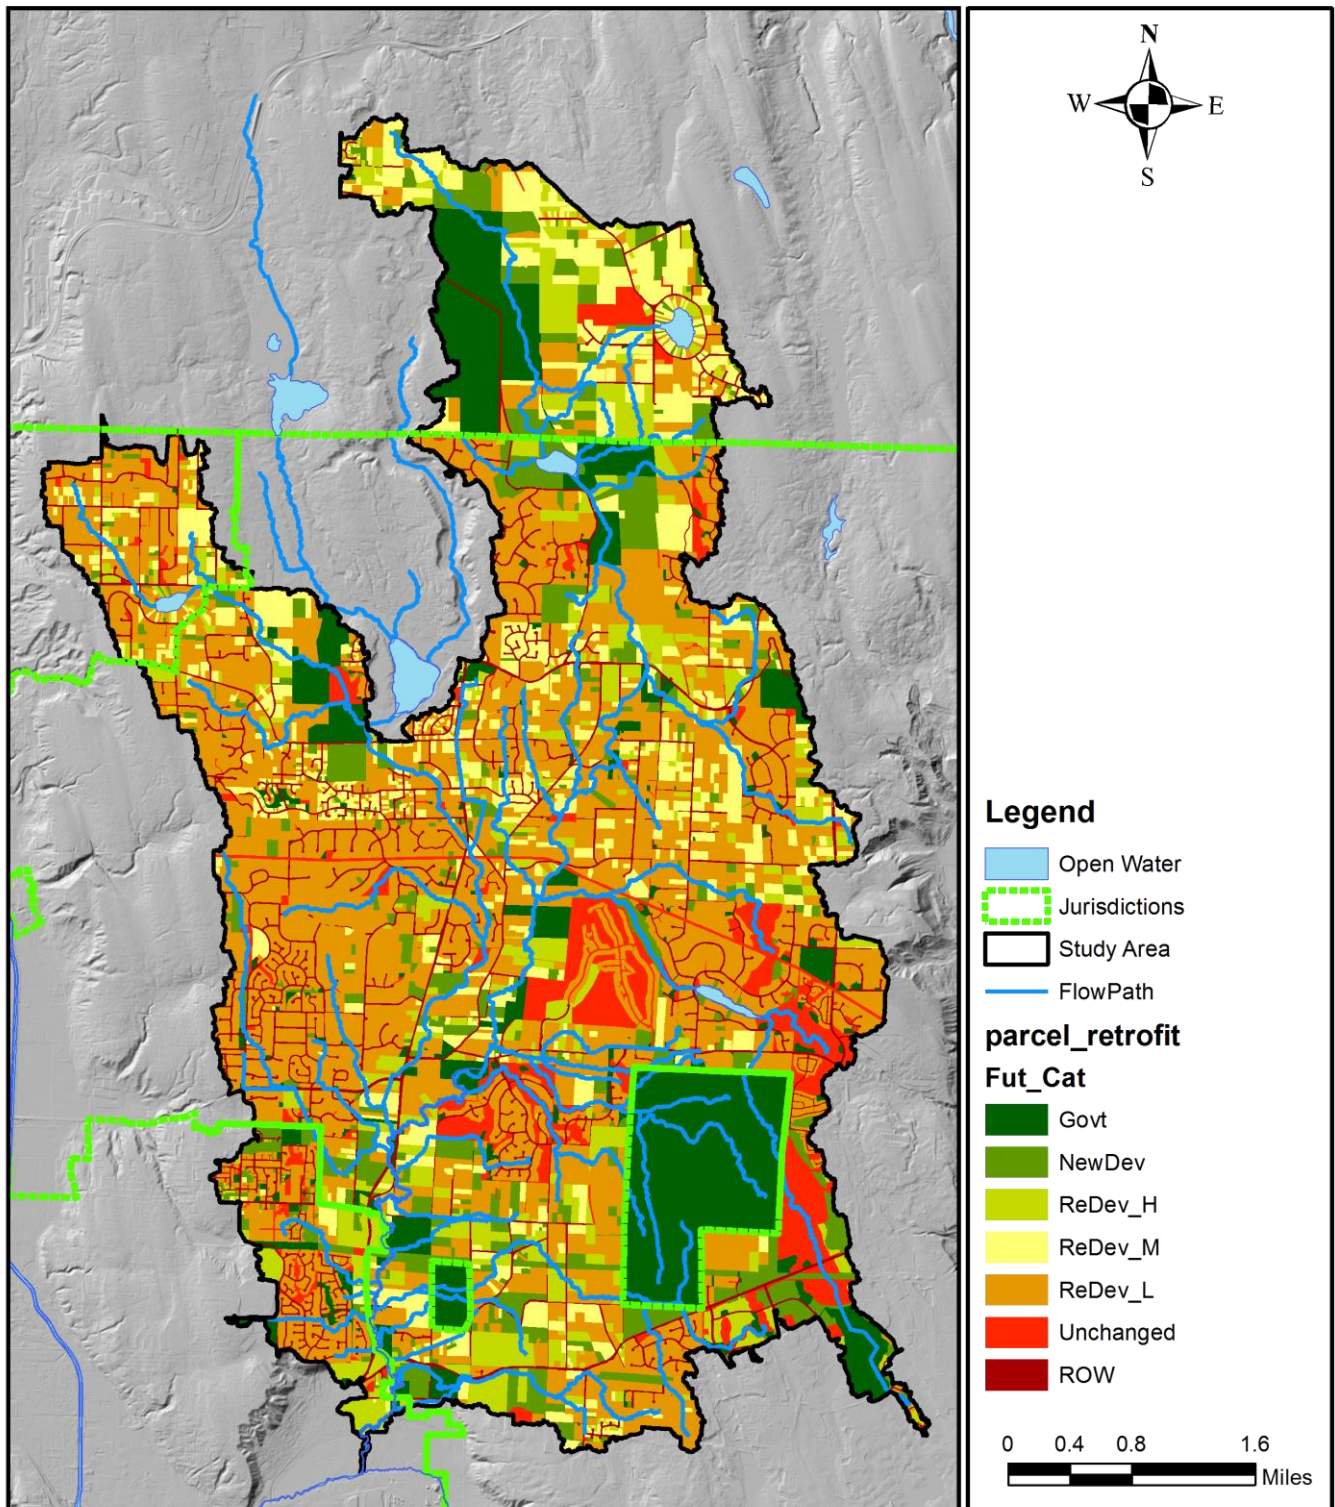 N
W E
S
Legend
Open Water
Jurisdictions
Study Area
FlowPath
parcel_retrofit
Fut_Cat
Govt
NewDev
ReDev_H
ReDev_M
ReDev_L
Unchanged
ROW
0 0.4 0.8 1.6
Miles